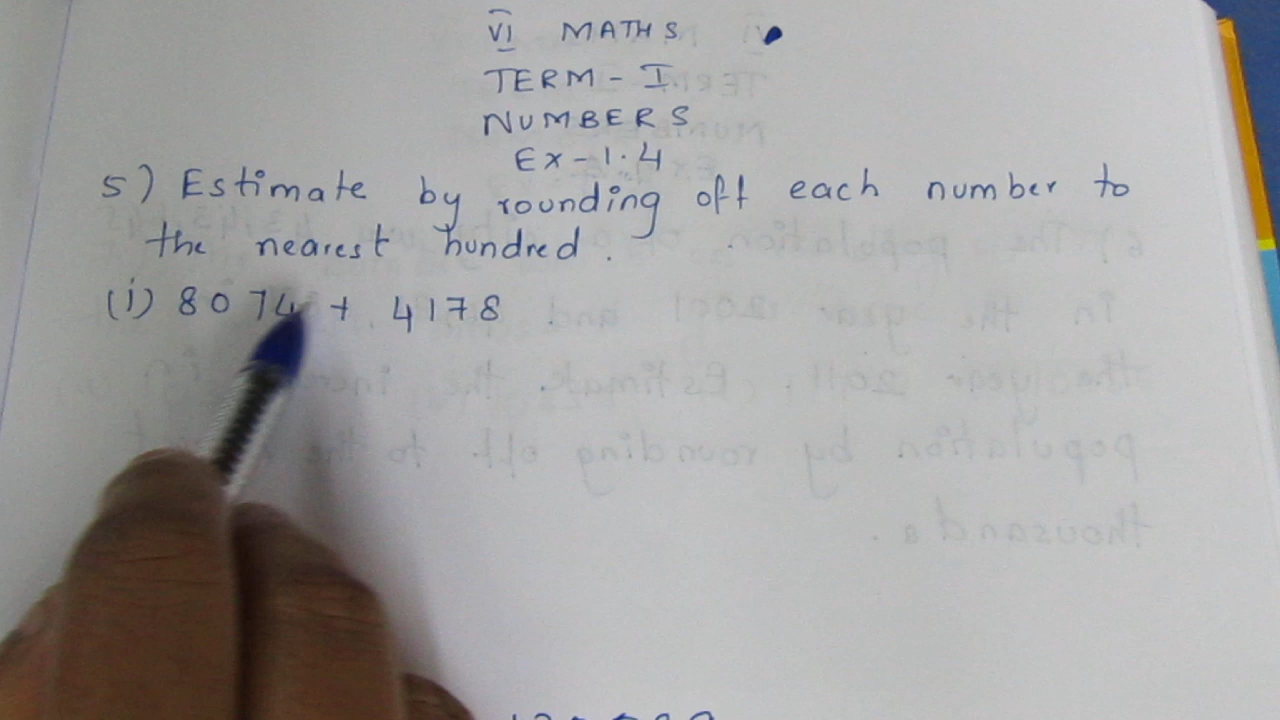 VI MATHS
TERM - I
NUMBERS
Ex - 1.4
5) Estimate by rounding off each number to
the nearest hundred.
(i) 8074 + 4178